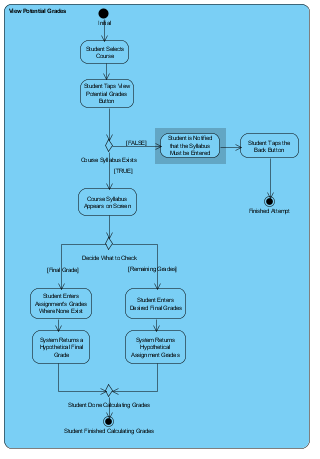 View Potential Grades
Initial
Student Selects
Course
Student Taps 'View
Potential Grades
Button
[FALSE]
Student is Notified
that the Syllabus
Must be Entered
Student Taps the
Back Button
Course Syllabus Exists
[TRUE]
Course Syllabus
Appears on Screen
Finished Attempt
Decide What to Check
[Final Grade]
[Remaining Grades]
Student Enters
Assignment's Grades
Where None Exist
Student Enters
Desired Final Grades
System Returns a
Hypothetical Final
Grade
System Returns
Hypothetical
Assignment Grades
Student Done Calculating Grades
Student Finished Calculating Grades